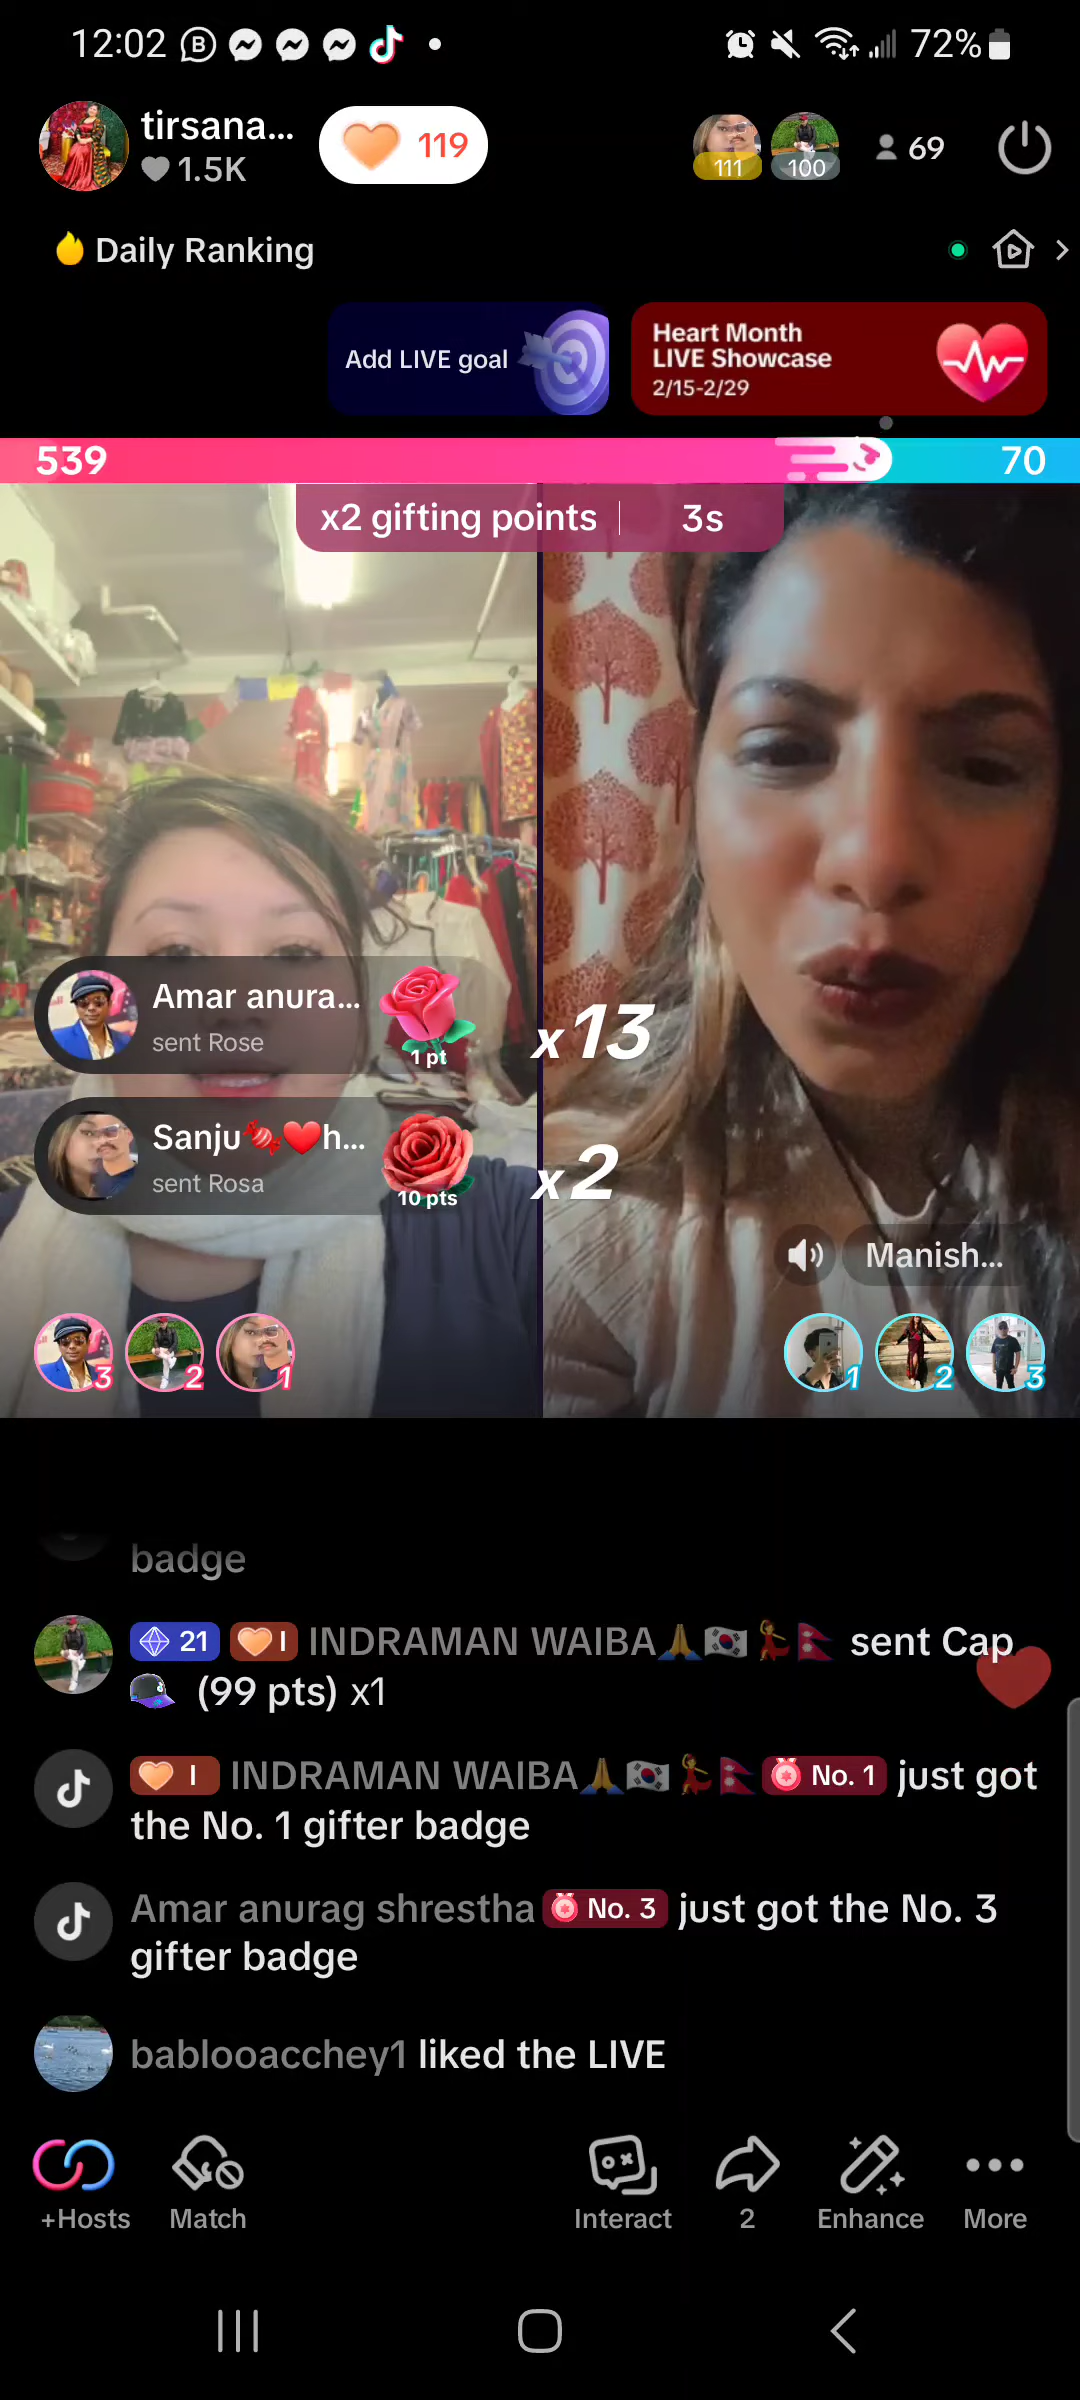 12:02
72%
tirsana...
1.5K
119
111
100
69
Daily Ranking
Add LIVE goal
Heart Month
LIVE Showcase
2/15-2/29
539
70
x2 gifting points
3s
Amar anura...
sent Rose
1 pt
x13
Sanju🍬❤️h...
sent Rosa
10 pts
x2
Manish...
3
2
1
1
2
3
badge
21 I INDRAMAN WAIBA🙏🇰🇷💃🇳🇵 sent Cap
(99 pts) x1
I INDRAMAN WAIBA🙏🇰🇷💃🇳🇵 No. 1 just got
the No. 1 gifter badge
Amar anurag shrestha No. 3 just got the No. 3
gifter badge
bablooacchey1 liked the LIVE
+Hosts
Match
Interact
2
Enhance
More